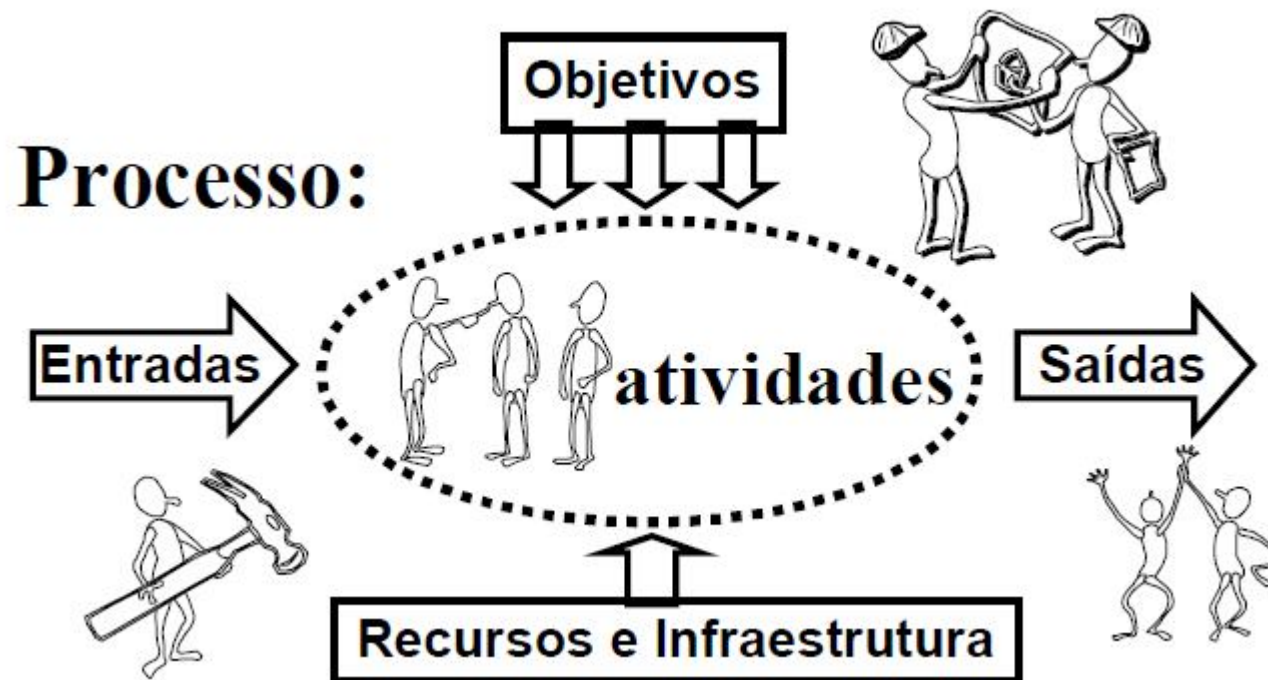 Objetivos
Processo:
Entradas
atividades
Saídas
Recursos e Infraestrutura